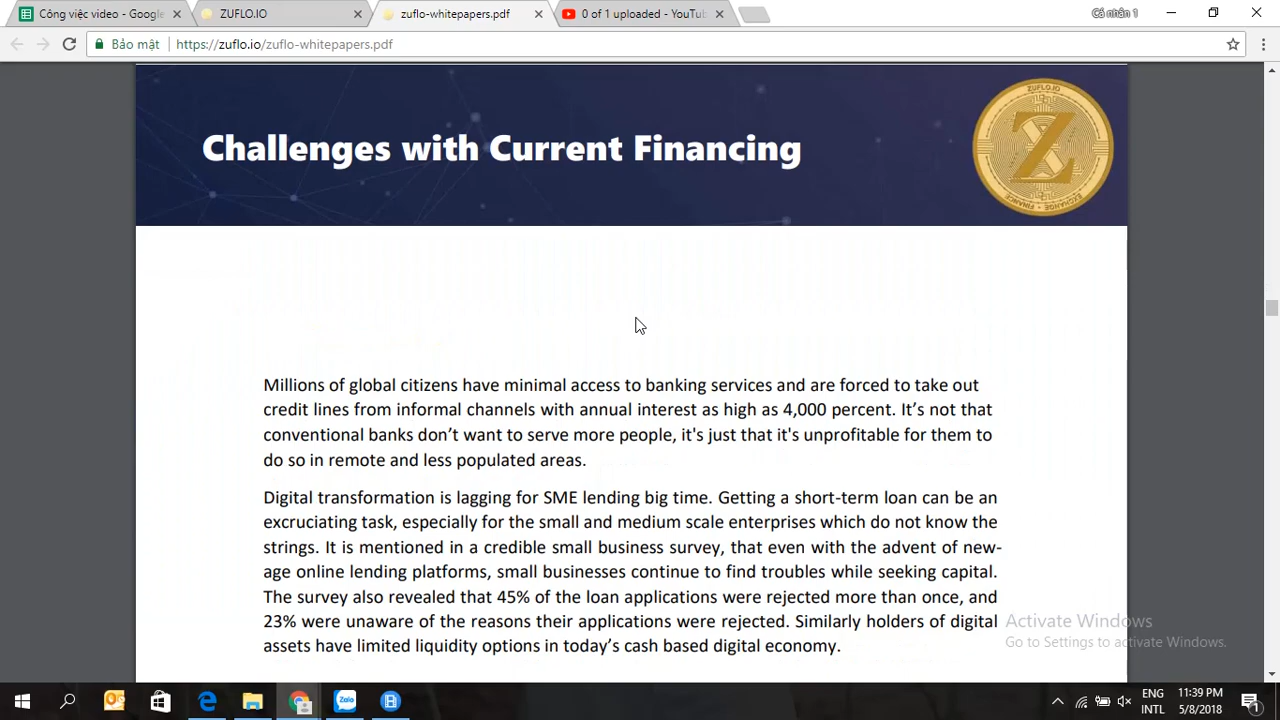 Công việc video - Google
ZUFLO.IO
zuflo-whitepapers.pdf
0 of 1 uploaded - YouTu
Cá nhân 1
Bảo mật
https://zuflo.io/zuflo-whitepapers.pdf
Challenges with Current Financing
ZUFLO.IO
Z
EXCHANGE • FINANCE
Millions of global citizens have minimal access to banking services and are forced to take out
credit lines from informal channels with annual interest as high as 4,000 percent. It’s not that
conventional banks don’t want to serve more people, it's just that it's unprofitable for them to
do so in remote and less populated areas.
Digital transformation is lagging for SME lending big time. Getting a short-term loan can be an
excruciating task, especially for the small and medium scale enterprises which do not know the
strings. It is mentioned in a credible small business survey, that even with the advent of new-
age online lending platforms, small businesses continue to find troubles while seeking capital.
The survey also revealed that 45% of the loan applications were rejected more than once, and
23% were unaware of the reasons their applications were rejected. Similarly holders of digital
assets have limited liquidity options in today’s cash based digital economy.
Activate Windows
Go to Settings to activate Windows.
Zalo
ENG
INTL
11:39 PM
5/8/2018
1